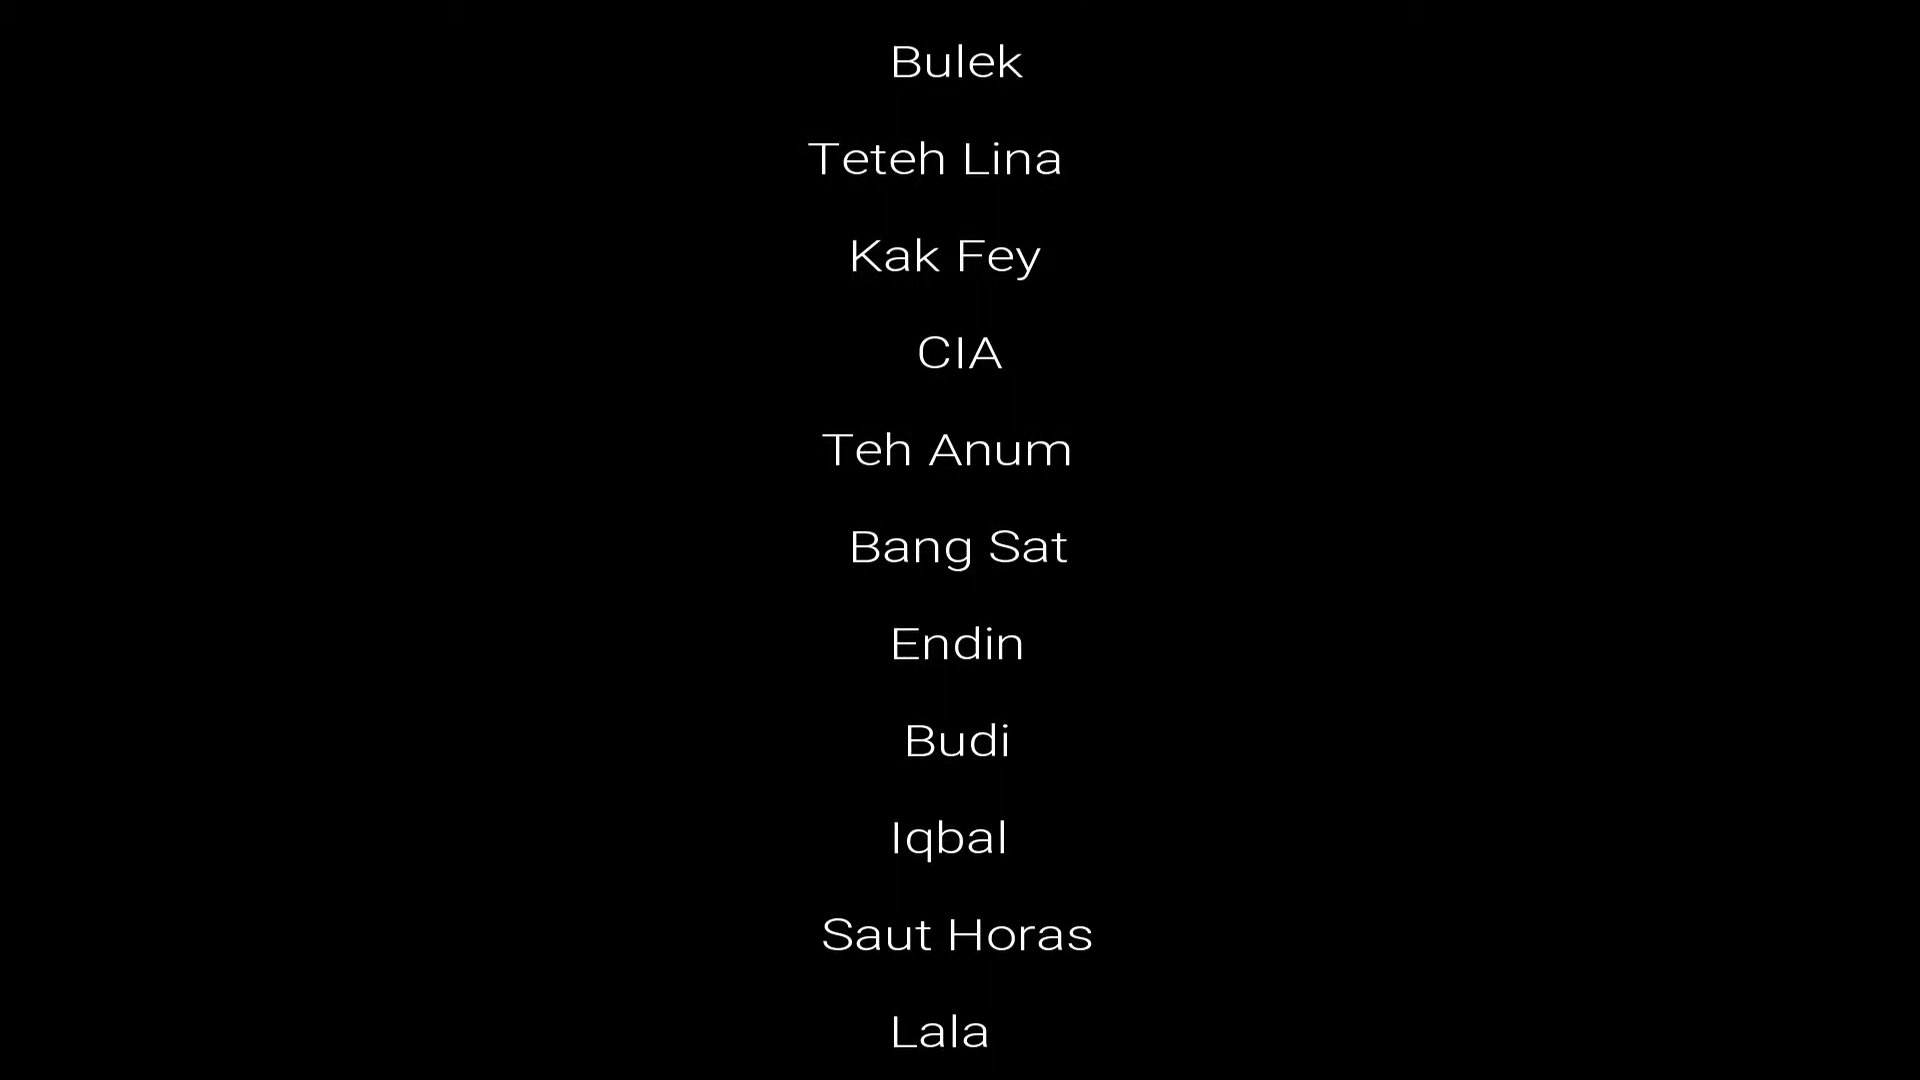 Bulek
Teteh Lina
Kak Fey
CIA
Teh Anum
Bang Sat
Endin
Budi
Iqbal
Saut Horas
Lala